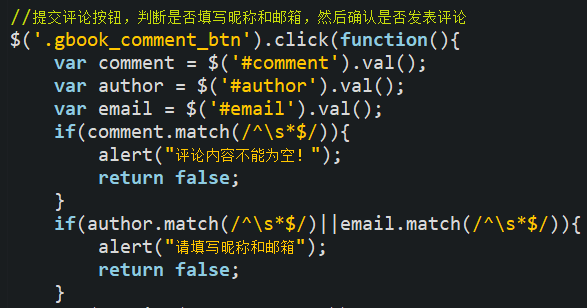 //提交评论按钮，判断是否填写昵称和邮箱，然后确认是否发表评论
$('.gbook_comment_btn').click(function(){
var comment = $('#comment').val();
var author = $('#author').val();
var email = $('#email').val();
if(comment.match(/^\s*$/)){
alert("评论内容不能为空！");
return false;
}
if(author.match(/^\s*$/)||email.match(/^\s*$/)){
alert("请填写昵称和邮箱");
return false;
}